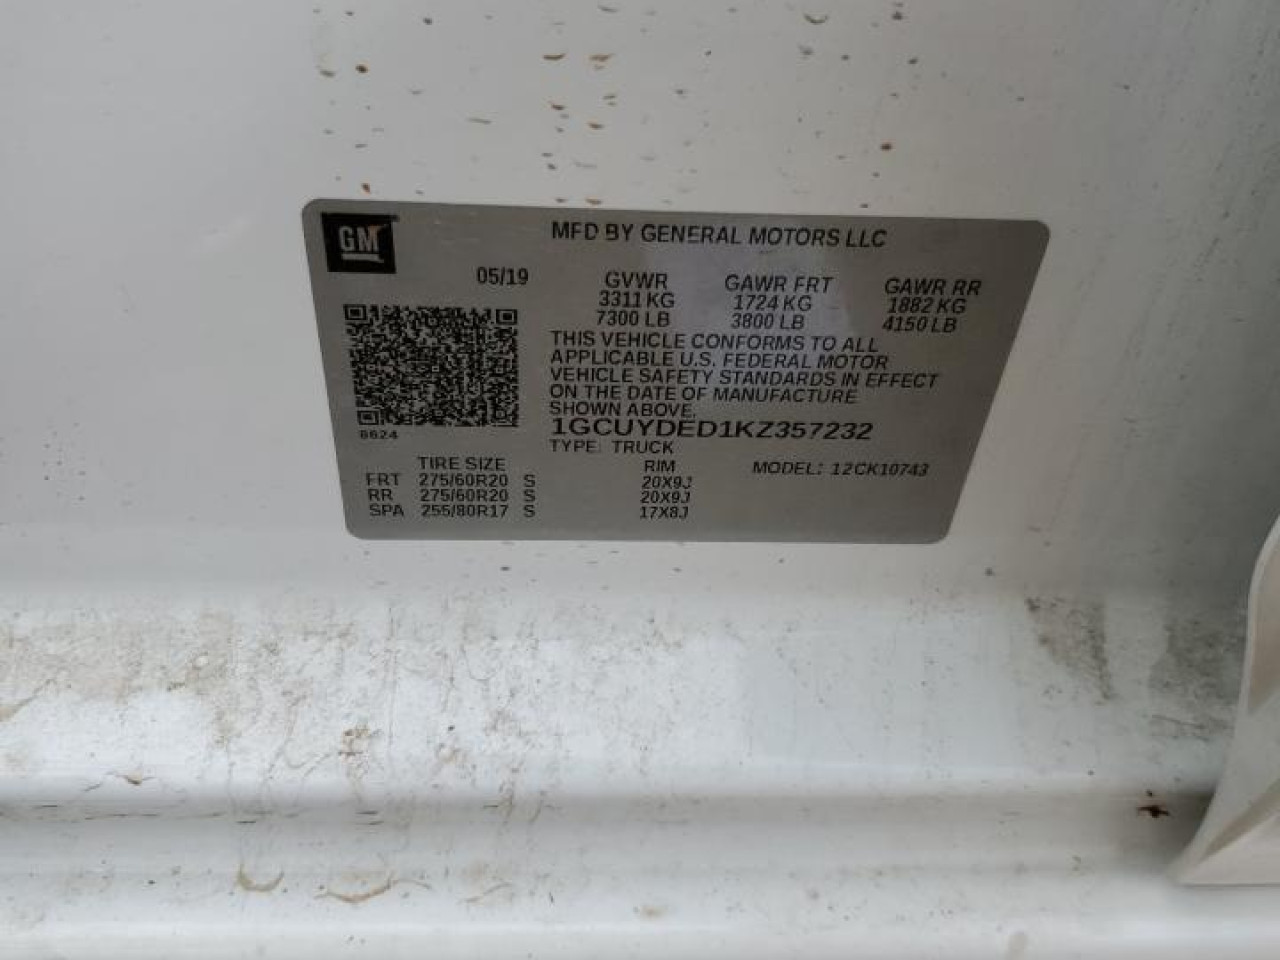 GM
MFD BY GENERAL MOTORS LLC
05/19 GVWR GAWR FRT GAWR RR
3311 KG 1724 KG 1882 KG
7300 LB 3800 LB 4150 LB
THIS VEHICLE CONFORMS TO ALL
APPLICABLE U.S. FEDERAL MOTOR
VEHICLE SAFETY STANDARDS IN EFFECT
ON THE DATE OF MANUFACTURE
SHOWN ABOVE.
1GCUYDED1KZ357232
6624
TYPE: TRUCK
TIRE SIZE RIM MODEL: 12CK10743
FRT 275/60R20 S 20X9J
RR 275/60R20 S 20X9J
SPA 255/80R17 S 17X8J